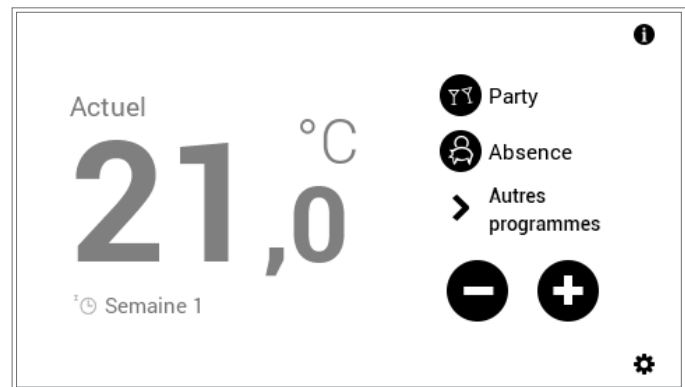 Actuel
21,0 °C
Semaine 1
Party
Absence
Autres
programmes